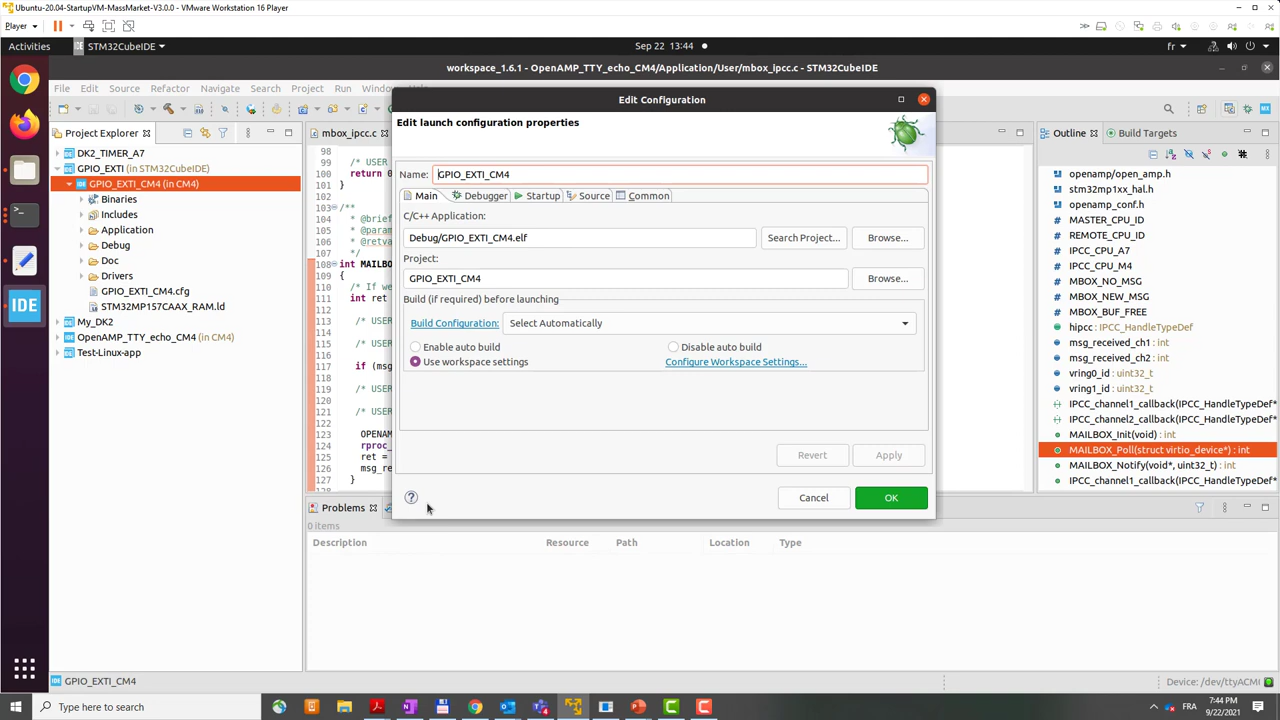 Ubuntu-20.04-StartupVM-MassMarket-V3.0.0 - VMware Workstation 16 Player
Player
Activities
STM32CubeIDE
Sep 22 13:44
fr
workspace_1.6.1 - OpenAMP_TTY_echo_CM4/Application/User/mbox_ipcc.c - STM32CubeIDE
File Edit Source Refactor Navigate Search Project Run Window
Project Explorer
DK2_TIMER_A7
GPIO_EXTI (in STM32CubeIDE)
IDE GPIO_EXTI_CM4 (in CM4)
Binaries
Includes
Application
Debug
Doc
Drivers
GPIO_EXTI_CM4.cfg
STM32MP157CAAX_RAM.ld
My_DK2
OpenAMP_TTY_echo_CM4 (in CM4)
Test-Linux-app
IDE
mbox_ipcc.c
98
99 /* USER
100 return 0
101 }
102
103 /**
104 * @brief
105 * @para
106 * @retva
107 */
108 int MAILBO
109 {
110 /* If we
111 int ret
112
113 /* USER
114
115 /* USER
116
117 if (msg
118
119 /* USER
120
121 /* USER
122
123 OPENAM
124 rproc_
125 ret =
126 msg_re
127 }
128
Edit Configuration
Edit launch configuration properties
Name: GPIO_EXTI_CM4
Main Debugger Startup Source Common
C/C++ Application:
Debug/GPIO_EXTI_CM4.elf
Search Project... Browse...
Project:
GPIO_EXTI_CM4
Browse...
Build (if required) before launching
Build Configuration: Select Automatically
Enable auto build Disable auto build
Use workspace settings Configure Workspace Settings...
Revert Apply
Cancel OK
Outline Build Targets
openamp/open_amp.h
stm32mp1xx_hal.h
openamp_conf.h
MASTER_CPU_ID
REMOTE_CPU_ID
IPCC_CPU_A7
IPCC_CPU_M4
MBOX_NO_MSG
MBOX_NEW_MSG
MBOX_BUF_FREE
hipcc : IPCC_HandleTypeDef
msg_received_ch1 : int
msg_received_ch2 : int
vring0_id : uint32_t
vring1_id : uint32_t
IPCC_channel1_callback(IPCC_HandleTypeDef*
IPCC_channel2_callback(IPCC_HandleTypeDef*
MAILBOX_Init(void) : int
MAILBOX_Poll(struct virtio_device*) : int
MAILBOX_Notify(void*, uint32_t) : int
IPCC_channel1_callback(IPCC_HandleTypeDef*
Problems
0 items
Description Resource Path Location Type
IDE GPIO_EXTI_CM4
Device: /dev/ttyACM0
Type here to search
FRA
7:44 PM
9/22/2021